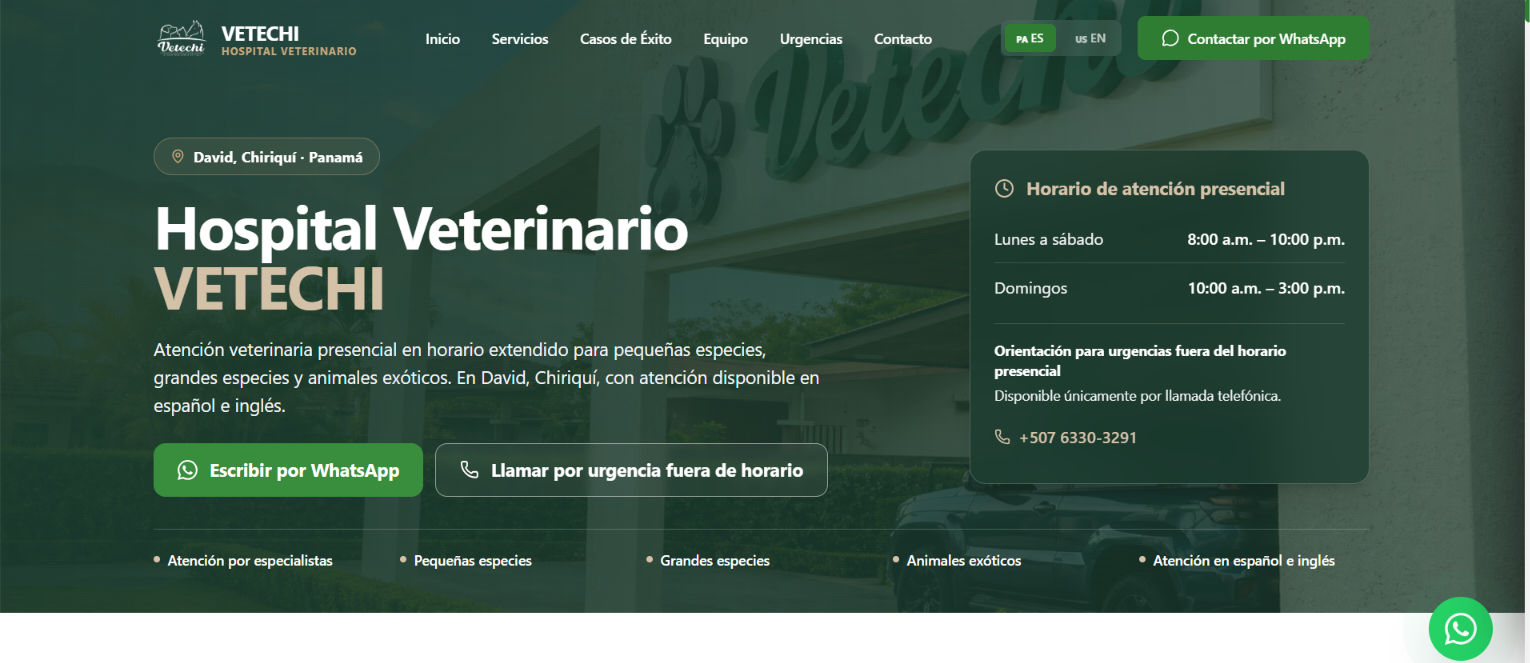 Vetechi
VETECHI
HOSPITAL VETERINARIO
Inicio
Servicios
Casos de Éxito
Equipo
Urgencias
Contacto
PA ES
US EN
Contactar por WhatsApp
Vetechi
David, Chiriquí · Panamá
Hospital Veterinario
VETECHI
Atención veterinaria presencial en horario extendido para pequeñas especies,
grandes especies y animales exóticos. En David, Chiriquí, con atención disponible en
español e inglés.
Escribir por WhatsApp
Llamar por urgencia fuera de horario
Horario de atención presencial
Lunes a sábado 8:00 a.m. – 10:00 p.m.
Domingos 10:00 a.m. – 3:00 p.m.
Orientación para urgencias fuera del horario
presencial
Disponible únicamente por llamada telefónica.
+507 6330-3291
Atención por especialistas
Pequeñas especies
Grandes especies
Animales exóticos
Atención en español e inglés